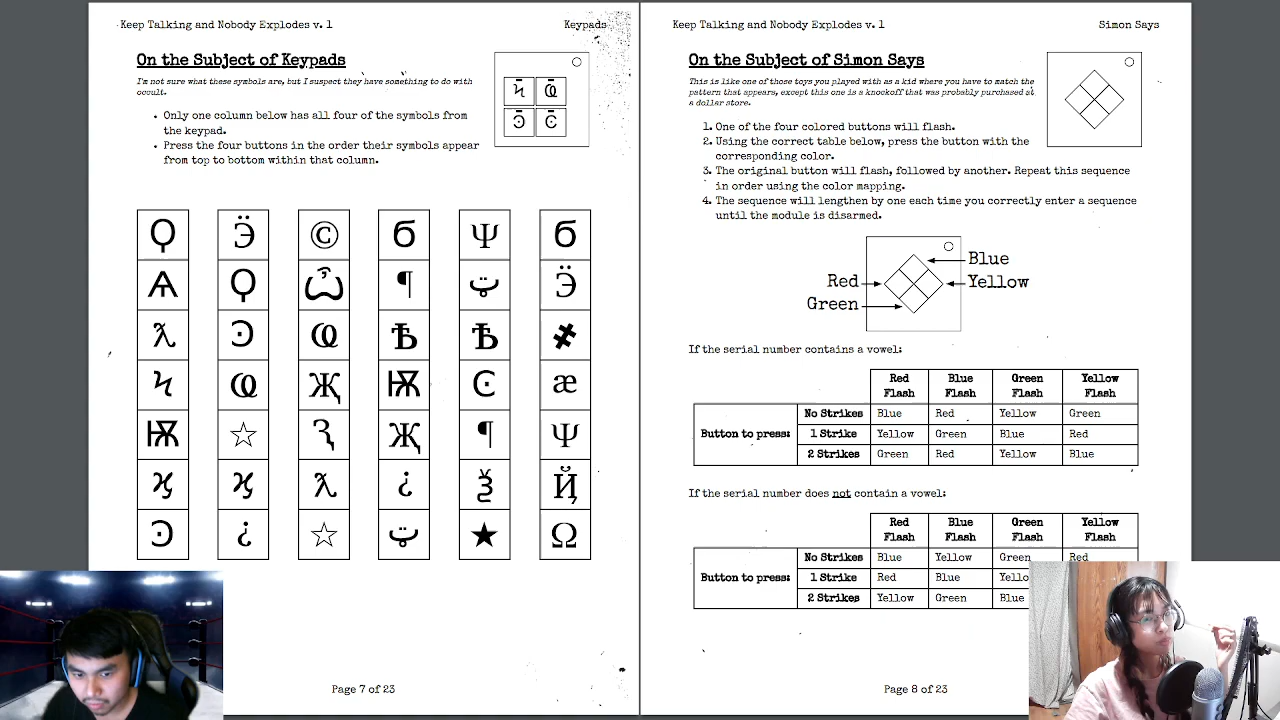 Keep Talking and Nobody Explodes v. 1
Keypads
On the Subject of Keypads
I'm not sure what these symbols are, but I suspect they have something to do with
occult.
• Only one column below has all four of the symbols from
the keypad.
• Press the four buttons in the order their symbols appear
from top to bottom within that column.
Ϙ Ӭ © б Ψ б
Ѧ Ϙ Ѽ ¶ ټ Ӭ
ƛ Ͽ Ҩ Ѣ Ѣ ҂
Ϟ Ҩ Җ Ѭ Ͼ æ
Ѭ ☆ Ԇ Җ ¶ Ψ
ϗ ϗ ƛ ¿ Ѯ Ҋ
Ͽ ¿ ☆ ټ ★ Ω
Page 7 of 23
Keep Talking and Nobody Explodes v. 1
Simon Says
On the Subject of Simon Says
This is like one of those toys you played with as a kid where you have to match the
pattern that appears, except this one is a knockoff that was probably purchased at
a dollar store.
1. One of the four colored buttons will flash.
2. Using the correct table below, press the button with the
corresponding color.
3. The original button will flash, followed by another. Repeat this sequence
in order using the color mapping.
4. The sequence will lengthen by one each time you correctly enter a sequence
until the module is disarmed.
Blue
Red
Yellow
Green
If the serial number contains a vowel:
Red Flash Blue Flash Green Flash Yellow Flash
Button to press:
No Strikes Blue Red Yellow Green
1 Strike Yellow Green Blue Red
2 Strikes Green Red Yellow Blue
If the serial number does not contain a vowel:
Red Flash Blue Flash Green Flash Yellow Flash
Button to press:
No Strikes Blue Yellow Green Red
1 Strike Red Blue Yello
2 Strikes Yellow Green Blue
Page 8 of 23